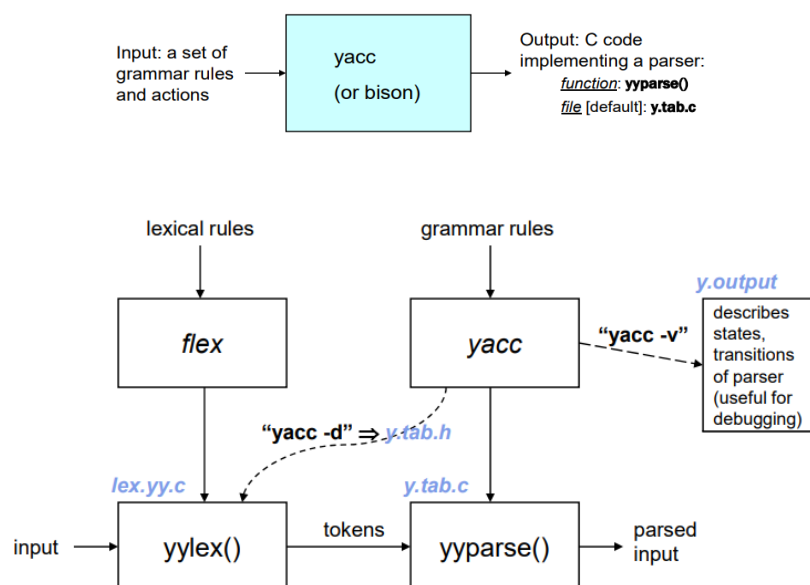 Input: a set of
grammar rules
and actions
yacc
(or bison)
Output: C code
implementing a parser:
function: yyparse()
file [default]: y.tab.c
lexical rules
grammar rules
y.output
flex
yacc
“yacc -v”
describes
states,
transitions
of parser
(useful for
debugging)
“yacc -d” ⇒ y.tab.h
lex.yy.c
y.tab.c
input
yylex()
tokens
yyparse()
parsed
input